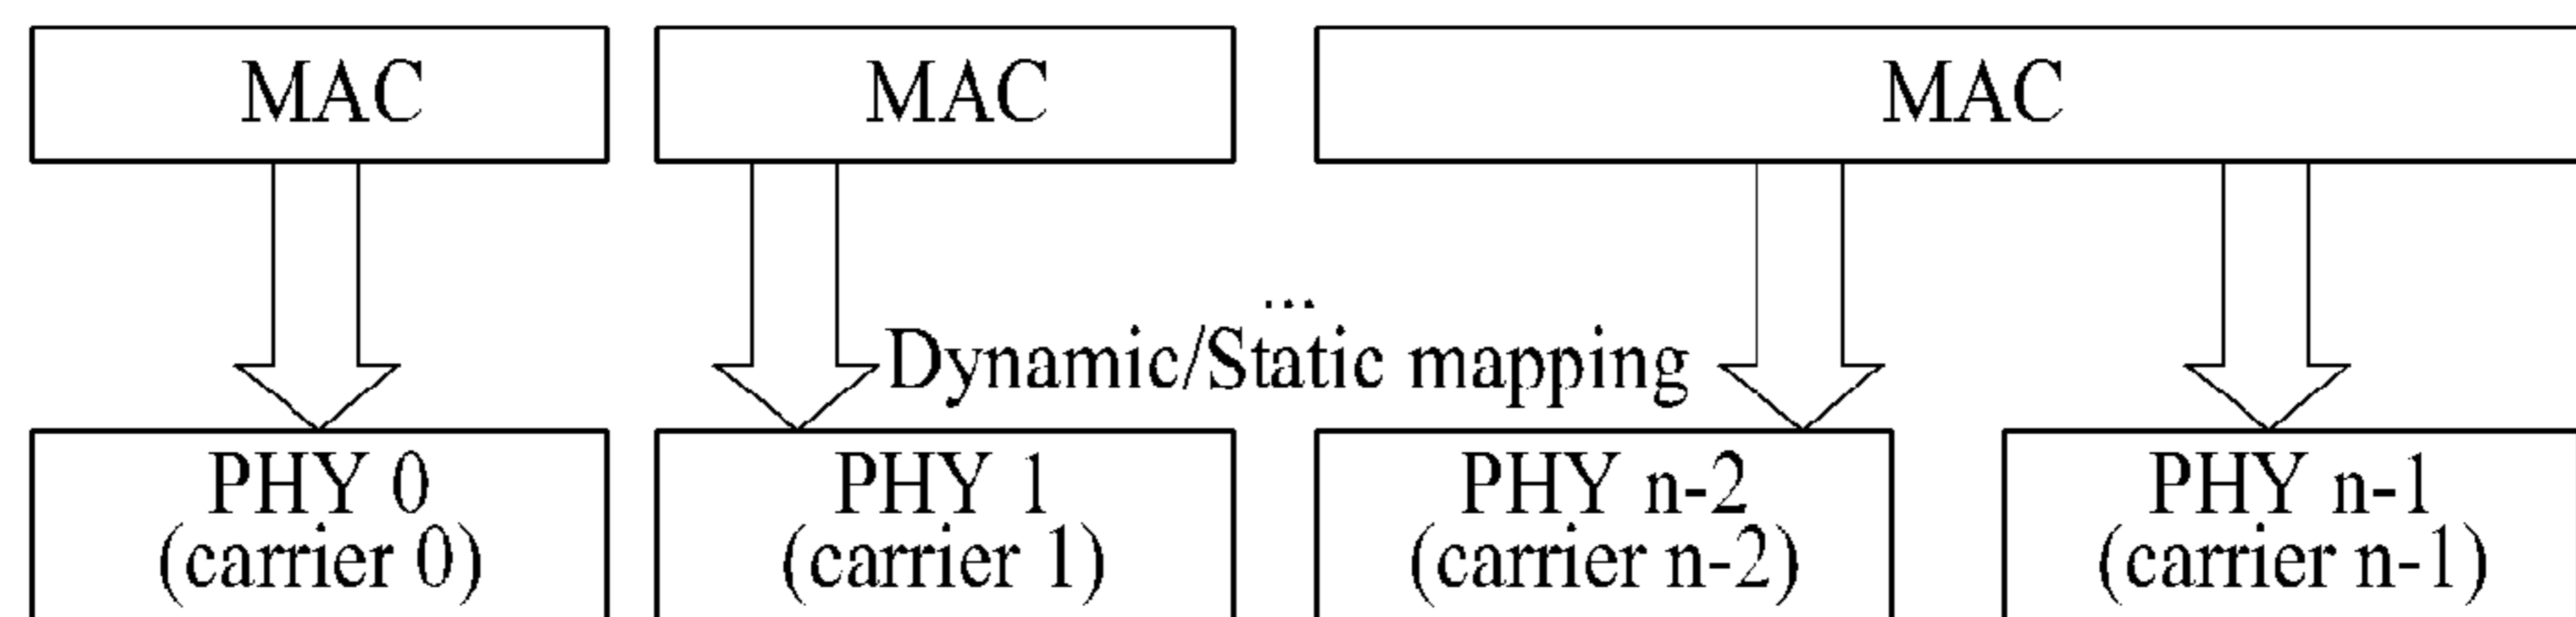 MAC
MAC
MAC
...
Dynamic/Static mapping
PHY 0
(carrier 0)
PHY 1
(carrier 1)
PHY n-2
(carrier n-2)
PHY n-1
(carrier n-1)